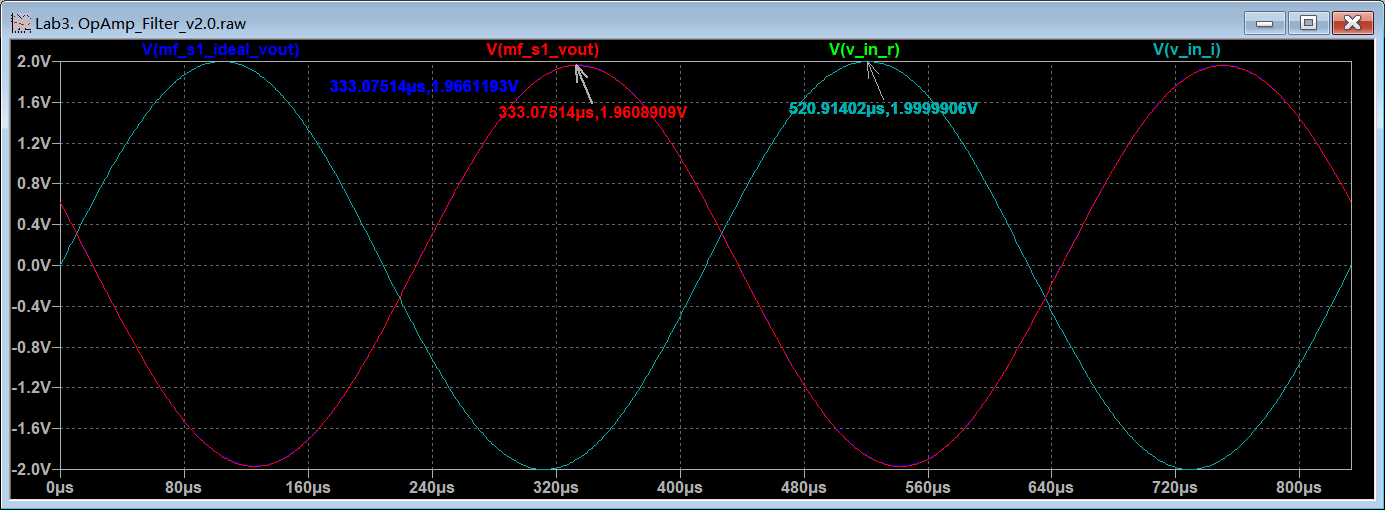 Lab3. OpAmp_Filter_v2.0.raw
V(mf_s1_ideal_vout) V(mf_s1_vout) V(v_in_r) V(v_in_i)
2.0V
333.07514µs,1.9661193V
1.6V
333.07514µs,1.9608909V
520.91402µs,1.9999906V
1.2V
0.8V
0.4V
0.0V
-0.4V
-0.8V
-1.2V
-1.6V
-2.0V
0µs 80µs 160µs 240µs 320µs 400µs 480µs 560µs 640µs 720µs 800µs